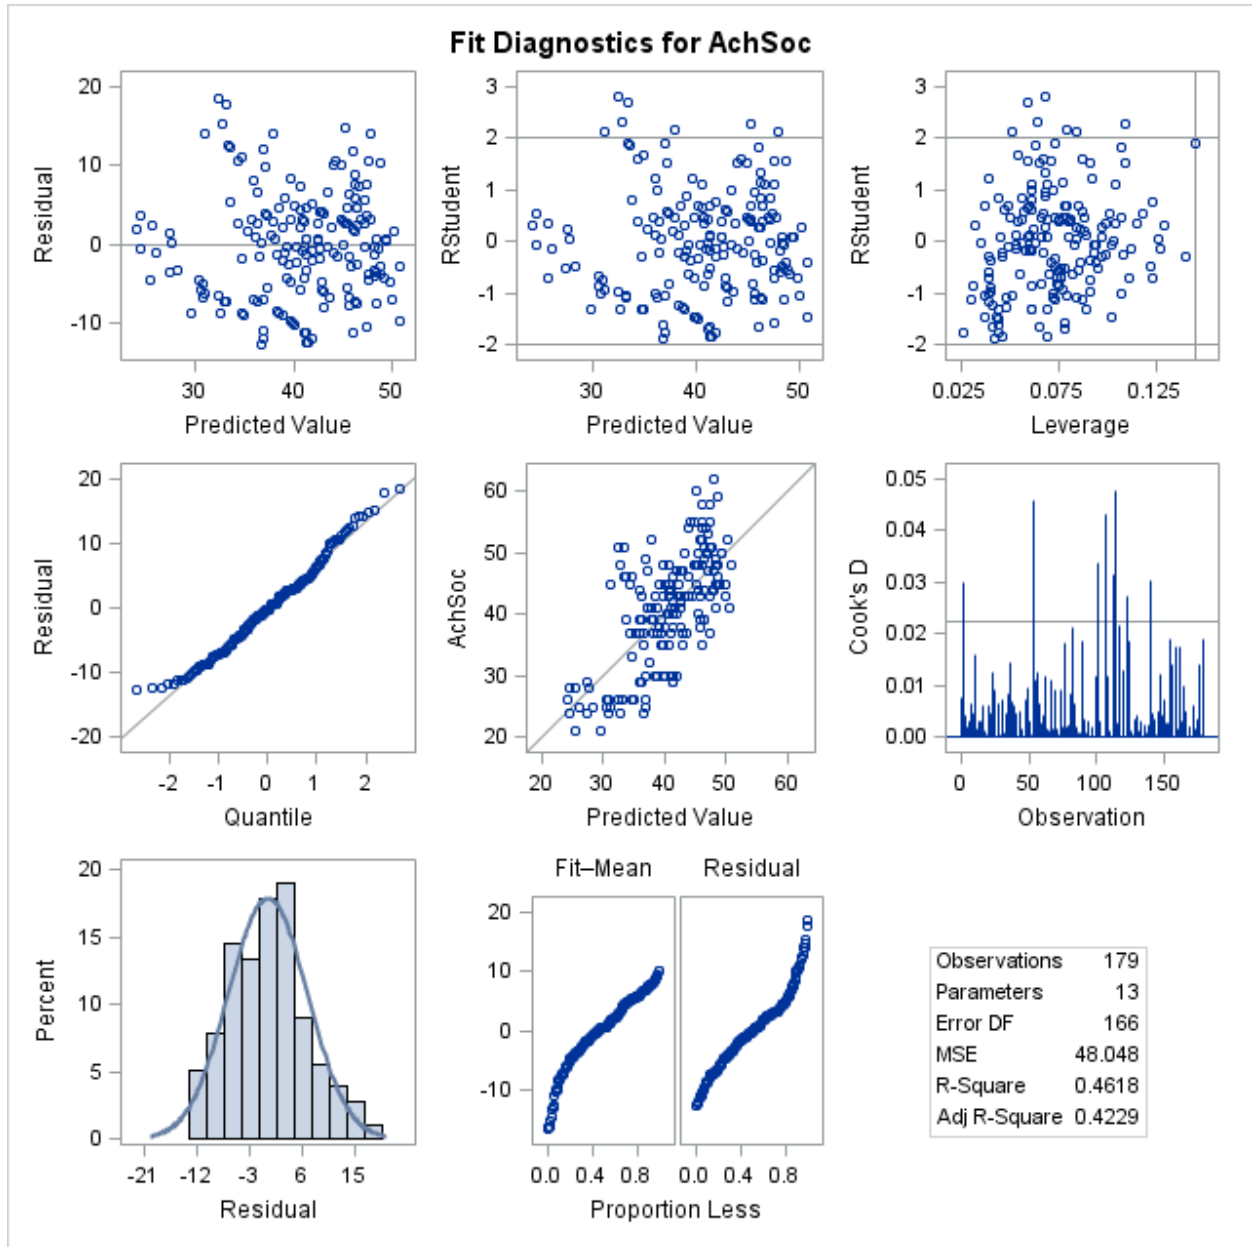 Fit Diagnostics for AchSoc
20
10
0
-10
Residual
30 40 50
Predicted Value
3
2
1
0
-1
-2
RStudent
30 40 50
Predicted Value
3
2
1
0
-1
-2
RStudent
0.025 0.075 0.125
Leverage
20
10
0
-10
-20
Residual
-2 -1 0 1 2
Quantile
60
50
40
30
20
AchSoc
20 30 40 50 60
Predicted Value
0.05
0.04
0.03
0.02
0.01
0.00
Cook's D
0 50 100 150
Observation
20
15
10
5
0
Percent
-21 -12 -3 6 15
Residual
Fit–Mean Residual
20
10
0
-10
0.0 0.4 0.8 0.0 0.4 0.8
Proportion Less
Observations 179
Parameters 13
Error DF 166
MSE 48.048
R-Square 0.4618
Adj R-Square 0.4229